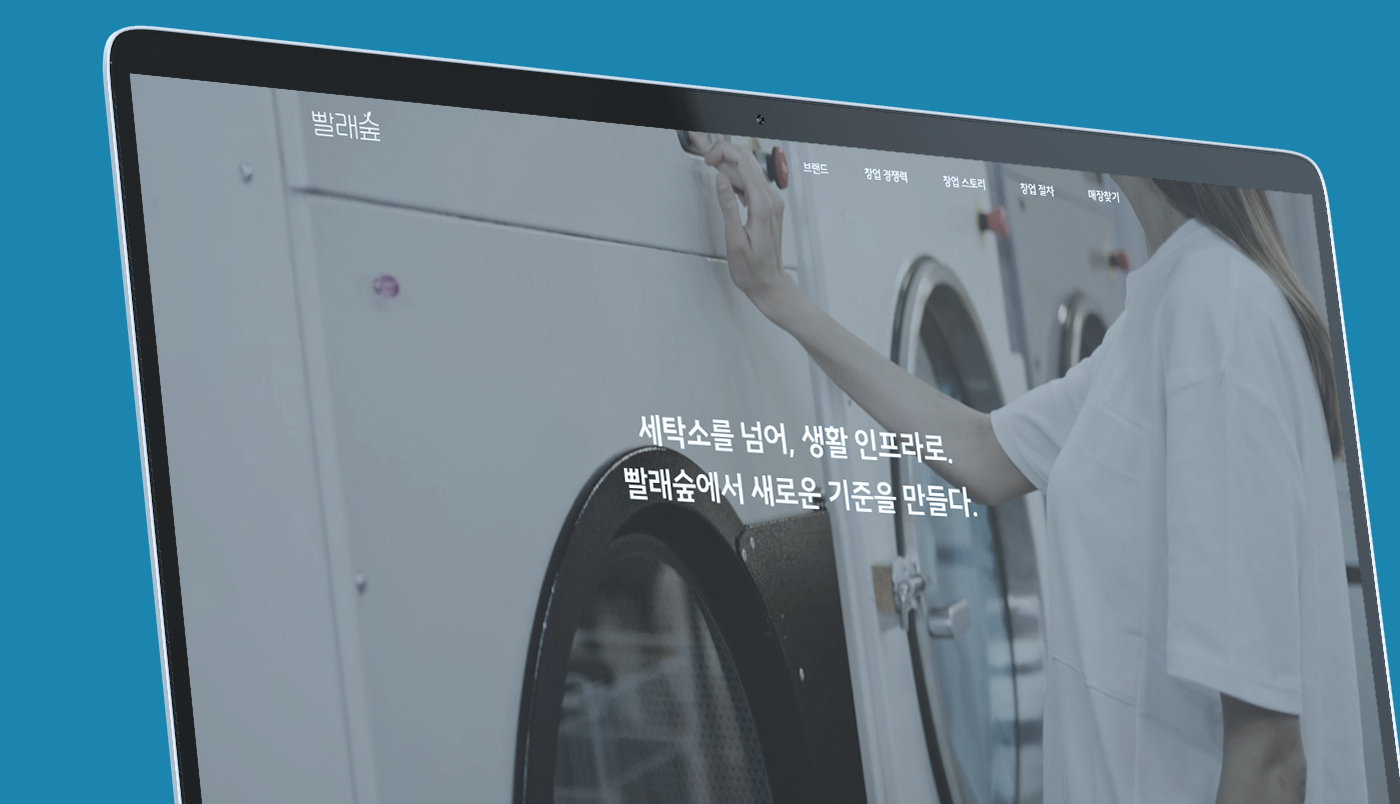 빨래숲
브랜드 창업 경쟁력 창업 스토리 창업 절차 매장찾기
세탁소를 넘어, 생활 인프라로.
빨래숲에서 새로운 기준을 만들다.